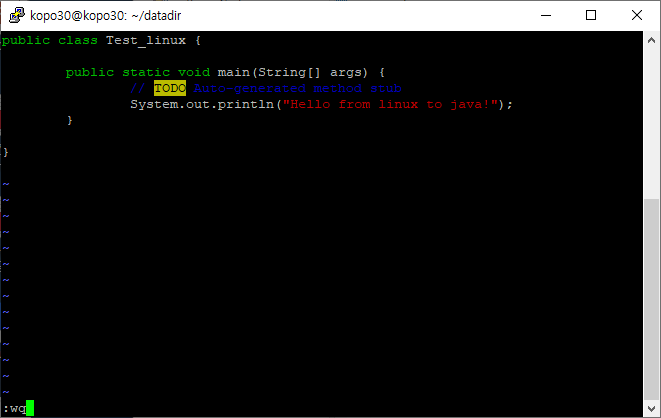 kopo30@kopo30: ~/datadir
public class Test_linux {
public static void main(String[] args) {
// TODO Auto-generated method stub
System.out.println("Hello from linux to java!");
}
}
~
~
~
~
~
~
~
~
~
~
~
~
~
~
:wq